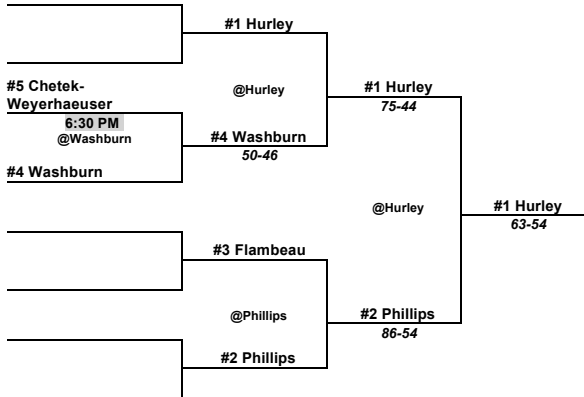 #1 Hurley
#5 Chetek-
Weyerhaeuser
6:30 PM
@Washburn
#4 Washburn
@Hurley
#4 Washburn
50-46
#1 Hurley
75-44
@Hurley
#1 Hurley
63-54
#3 Flambeau
@Phillips
#2 Phillips
86-54
#2 Phillips